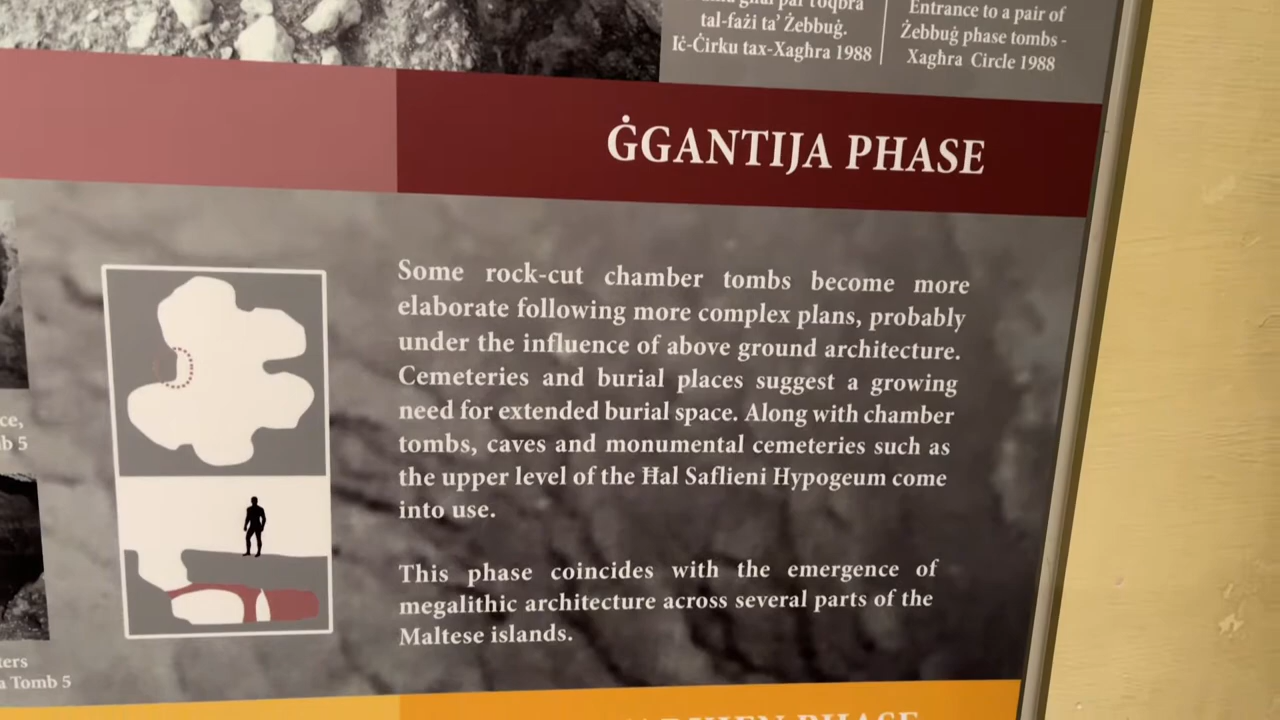 tal-fażi ta' Żebbuġ.
Iċ-Ċirku tax-Xagħra 1988
Entrance to a pair of
Żebbuġ phase tombs -
Xagħra Circle 1988
ĠGANTIJA PHASE
Some rock-cut chamber tombs become more
elaborate following more complex plans, probably
under the influence of above ground architecture.
Cemeteries and burial places suggest a growing
need for extended burial space. Along with chamber
tombs, caves and monumental cemeteries such as
the upper level of the Ħal Saflieni Hypogeum come
into use.
This phase coincides with the emergence of
megalithic architecture across several parts of the
Maltese islands.
a Tomb 5
PHASE